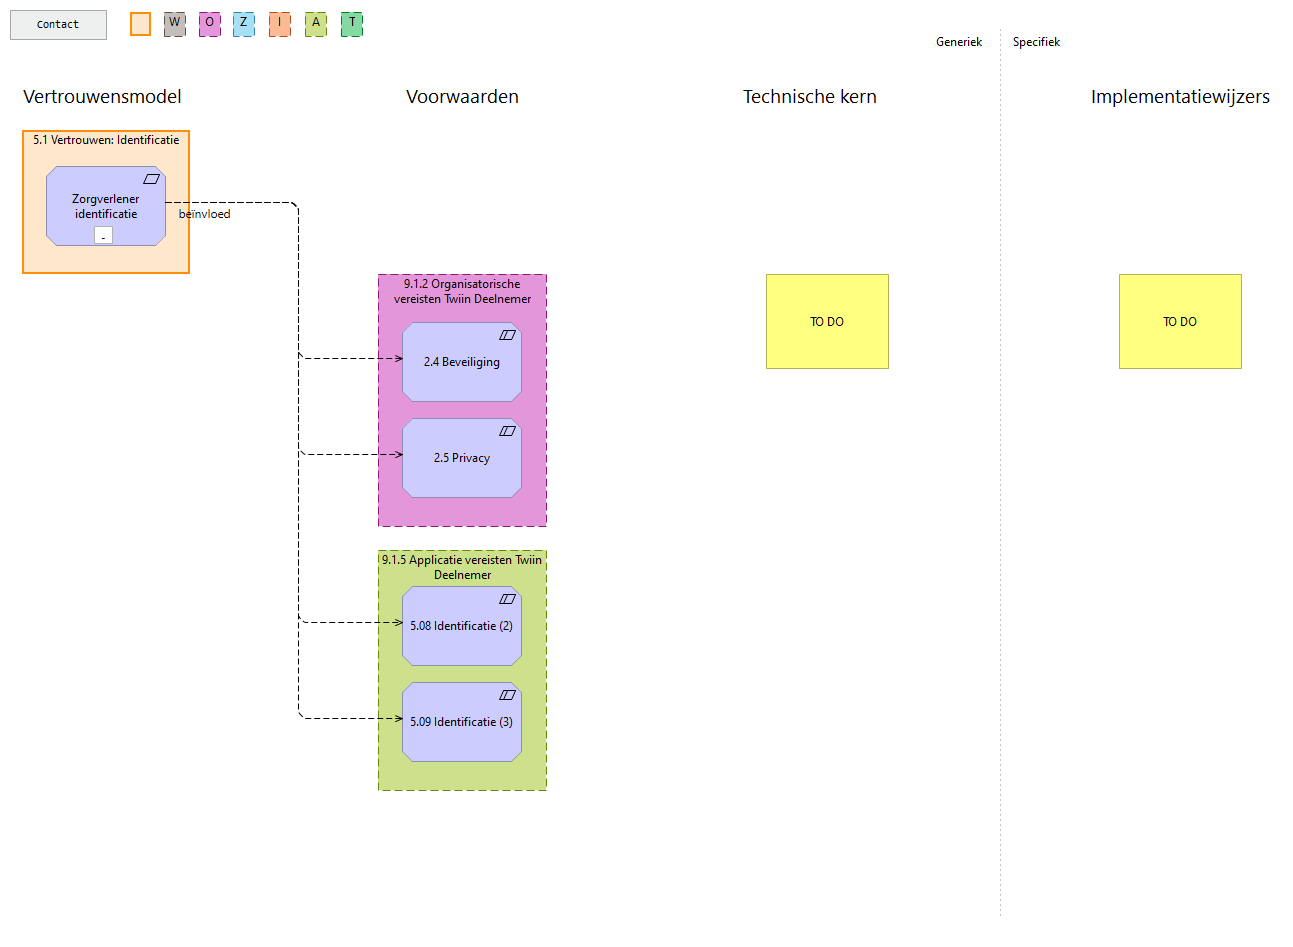 Contact
W
O
Z
I
A
T
Generiek
Specifiek
Vertrouwensmodel
Voorwaarden
Technische kern
Implementatiewijzers
5.1 Vertrouwen: Identificatie
Zorgverlener
identificatie
-
beïnvloed
9.1.2 Organisatorische
vereisten Twiin Deelnemer
2.4 Beveiliging
2.5 Privacy
TO DO
TO DO
9.1.5 Applicatie vereisten Twiin
Deelnemer
5.08 Identificatie (2)
5.09 Identificatie (3)